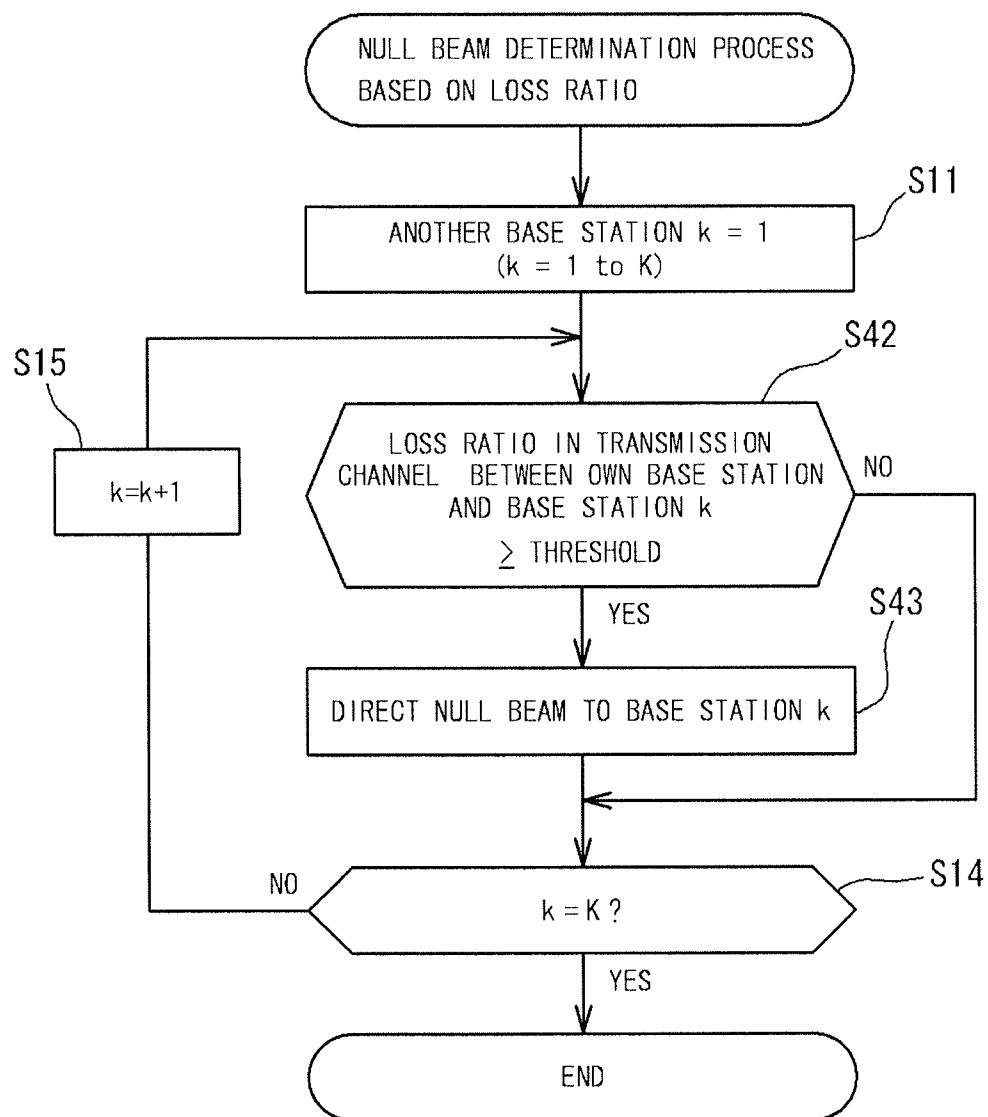 NULL BEAM DETERMINATION PROCESS
BASED ON LOSS RATIO
S11
ANOTHER BASE STATION k = 1
(k = 1 to K)
S15
k=k+1
S42
LOSS RATIO IN TRANSMISSION
CHANNEL BETWEEN OWN BASE STATION
AND BASE STATION k
≥ THRESHOLD
NO
YES
S43
DIRECT NULL BEAM TO BASE STATION k
NO
S14
k = K ?
YES
END